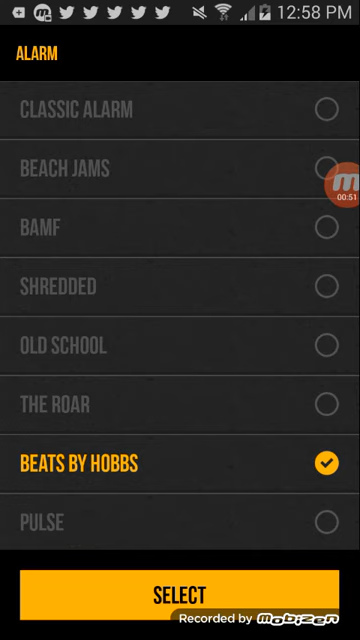 12:58 PM
ALARM
CLASSIC ALARM
BEACH JAMS
00:51
BAMF
SHREDDED
OLD SCHOOL
THE ROAR
BEATS BY HOBBS
PULSE
SELECT
Recorded by mobizen